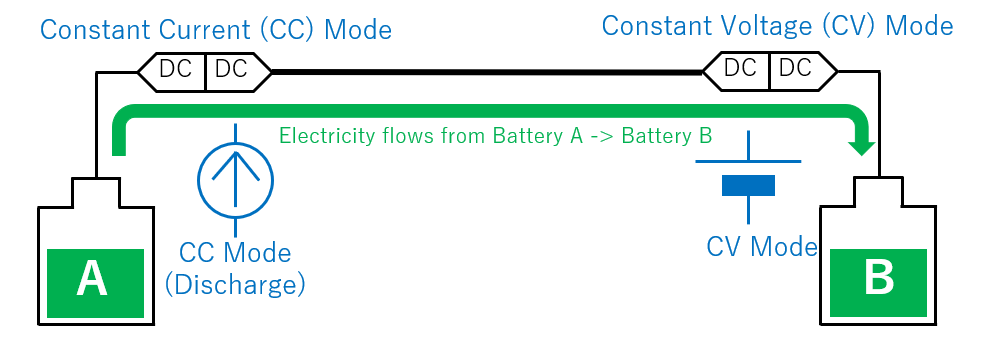 Constant Current (CC) Mode
Constant Voltage (CV) Mode
DC DC
DC DC
Electricity flows from Battery A -> Battery B
CC Mode
(Discharge)
CV Mode
A
B